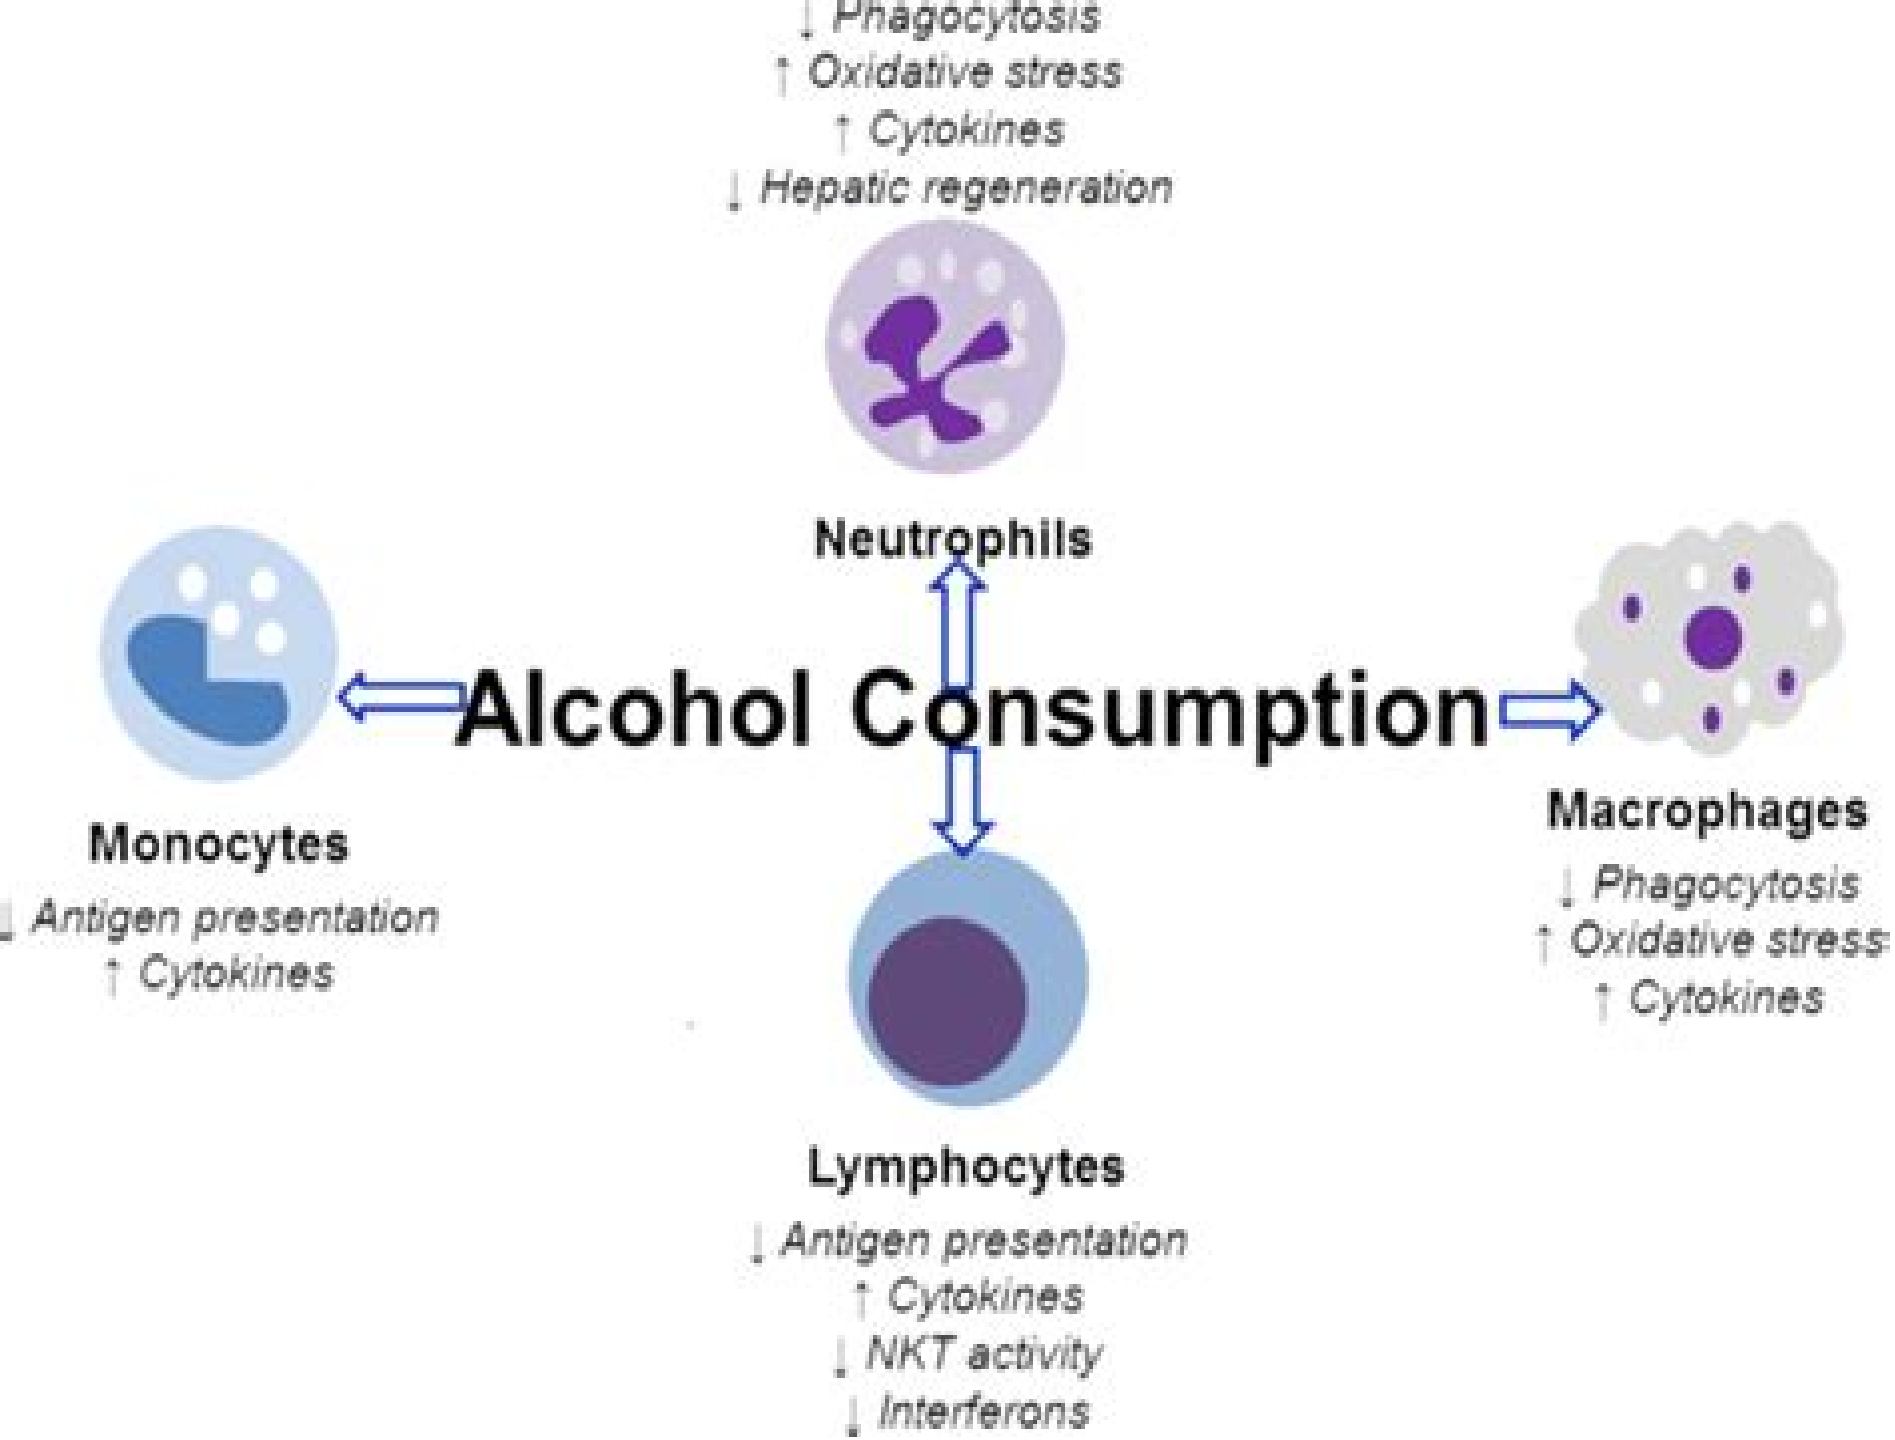 ↓ Phagocytosis
↑ Oxidative stress
↑ Cytokines
↓ Hepatic regeneration
Neutrophils
Alcohol Consumption
Monocytes
↓ Antigen presentation
↑ Cytokines
Macrophages
↓ Phagocytosis
↑ Oxidative stress
↑ Cytokines
Lymphocytes
↓ Antigen presentation
↑ Cytokines
↓ NKT activity
↓ Interferons